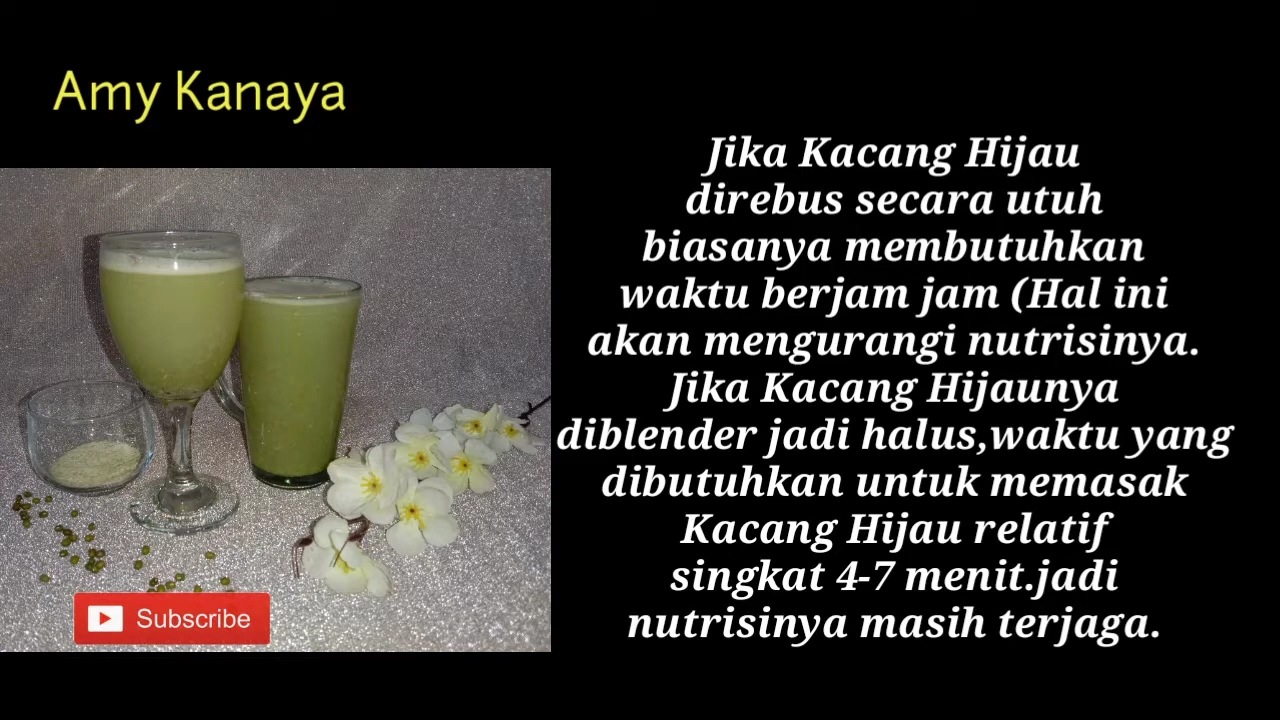 Amy Kanaya
Jika Kacang Hijau
direbus secara utuh
biasanya membutuhkan
waktu berjam jam (Hal ini
akan mengurangi nutrisinya.
Jika Kacang Hijaunya
diblender jadi halus,waktu yang
dibutuhkan untuk memasak
Kacang Hijau relatif
singkat 4-7 menit.jadi
nutrisinya masih terjaga.
Subscribe